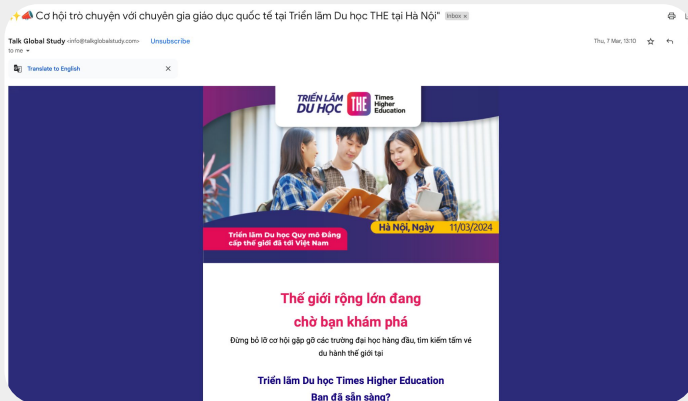 ✨📣 Cơ hội trò chuyện với chuyên gia giáo dục quốc tế tại Triển lãm Du học THE tại Hà Nội" Inbox x
Talk Global Study <info@talkglobalstudy.com> Unsubscribe
Thu, 7 Mar, 13:10
to me
Translate to English
TRIỂN LÃM
DU HỌC
THE
Times
Higher
Education
Hà Nội, Ngày 11/03/2024
Triển lãm Du học Quy mô Đẳng
cấp thế giới đã tới Việt Nam
Thế giới rộng lớn đang
chờ bạn khám phá
Đừng bỏ lỡ cơ hội gặp gỡ các trường đại học hàng đầu, tìm kiếm tấm vé
du hành thế giới tại
Triển lãm Du học Times Higher Education
Bạn đã sẵn sàng?